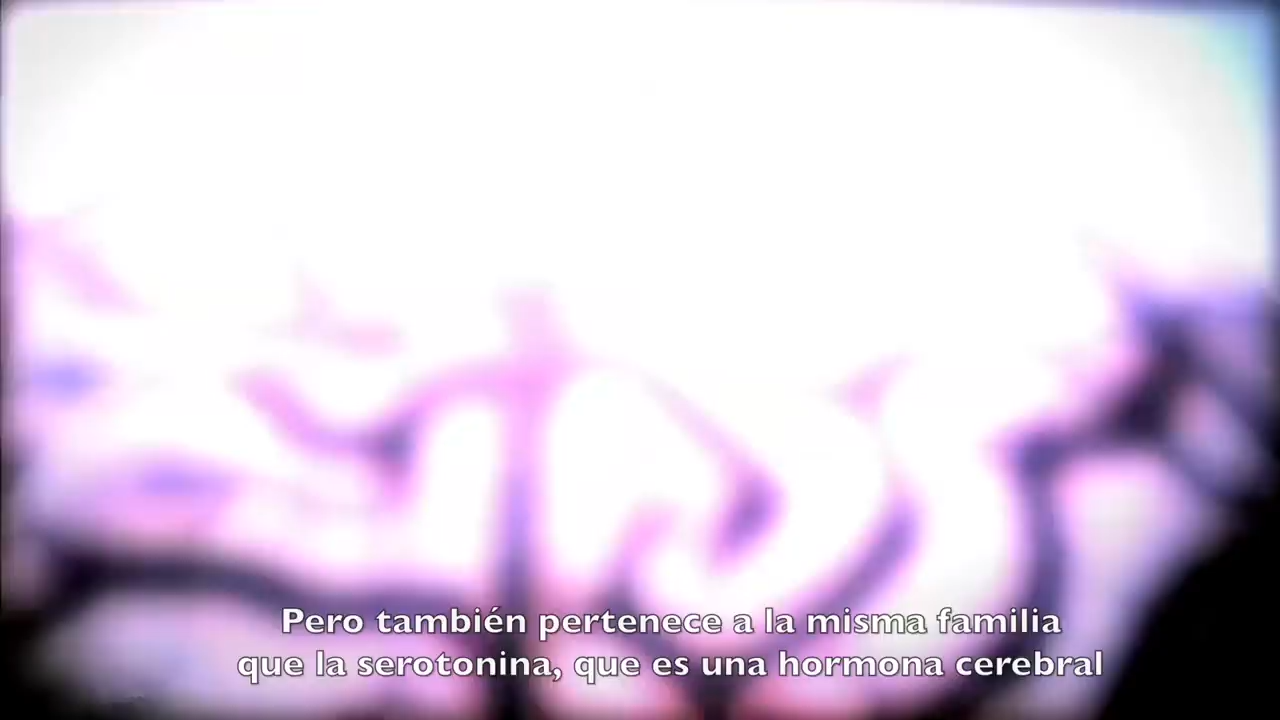 Pero también pertenece a la misma familia
que la serotonina, que es una hormona cerebral